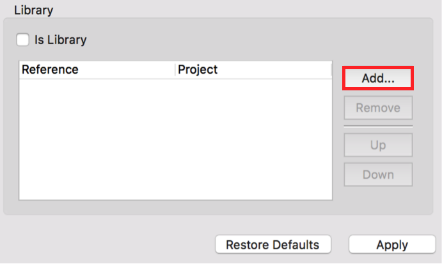 Library
Is Library
Reference Project
Add...
Remove
Up
Down
Restore Defaults Apply